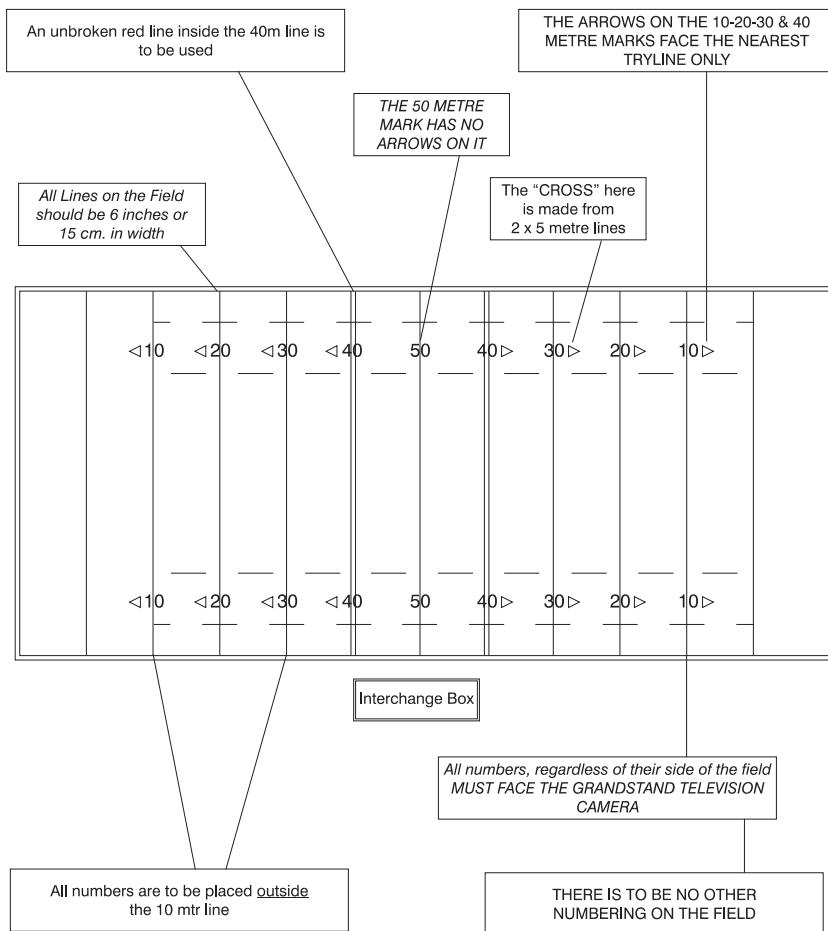 An unbroken red line inside the 40m line is
to be used
THE ARROWS ON THE 10-20-30 & 40
METRE MARKS FACE THE NEAREST
TRYLINE ONLY
THE 50 METRE
MARK HAS NO
ARROWS ON IT
All Lines on the Field
should be 6 inches or
15 cm. in width
The “CROSS” here
is made from
2 x 5 metre lines
10 20 30 40 50 40 30 20 10
10 20 30 40 50 40 30 20 10
Interchange Box
All numbers, regardless of their side of the field
MUST FACE THE GRANDSTAND TELEVISION
CAMERA
All numbers are to be placed outside
the 10 mtr line
THERE IS TO BE NO OTHER
NUMBERING ON THE FIELD